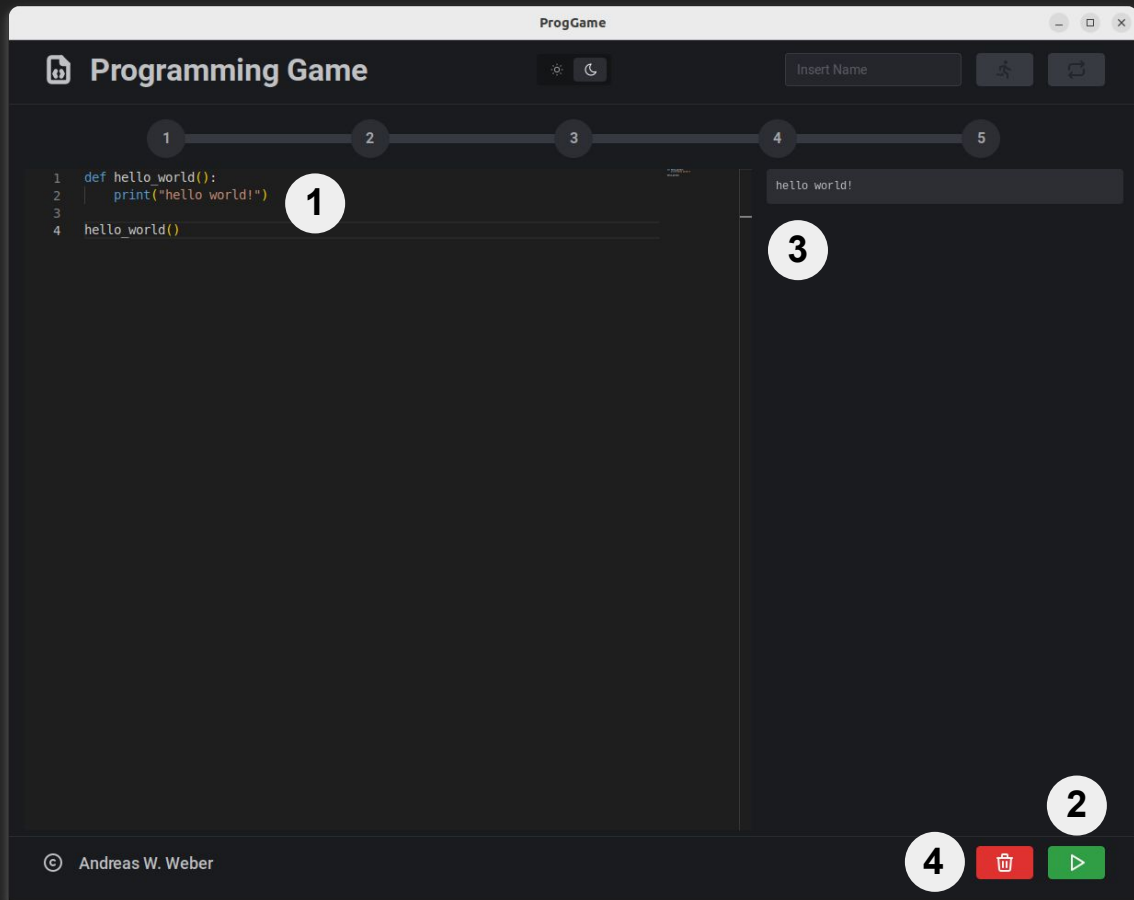 ProgGame
Programming Game
Insert Name
1 2 3 4 5
1 def hello_world():
2     print("hello world!")
3
4 hello_world()
1
hello world!
3
2
4
© Andreas W. Weber